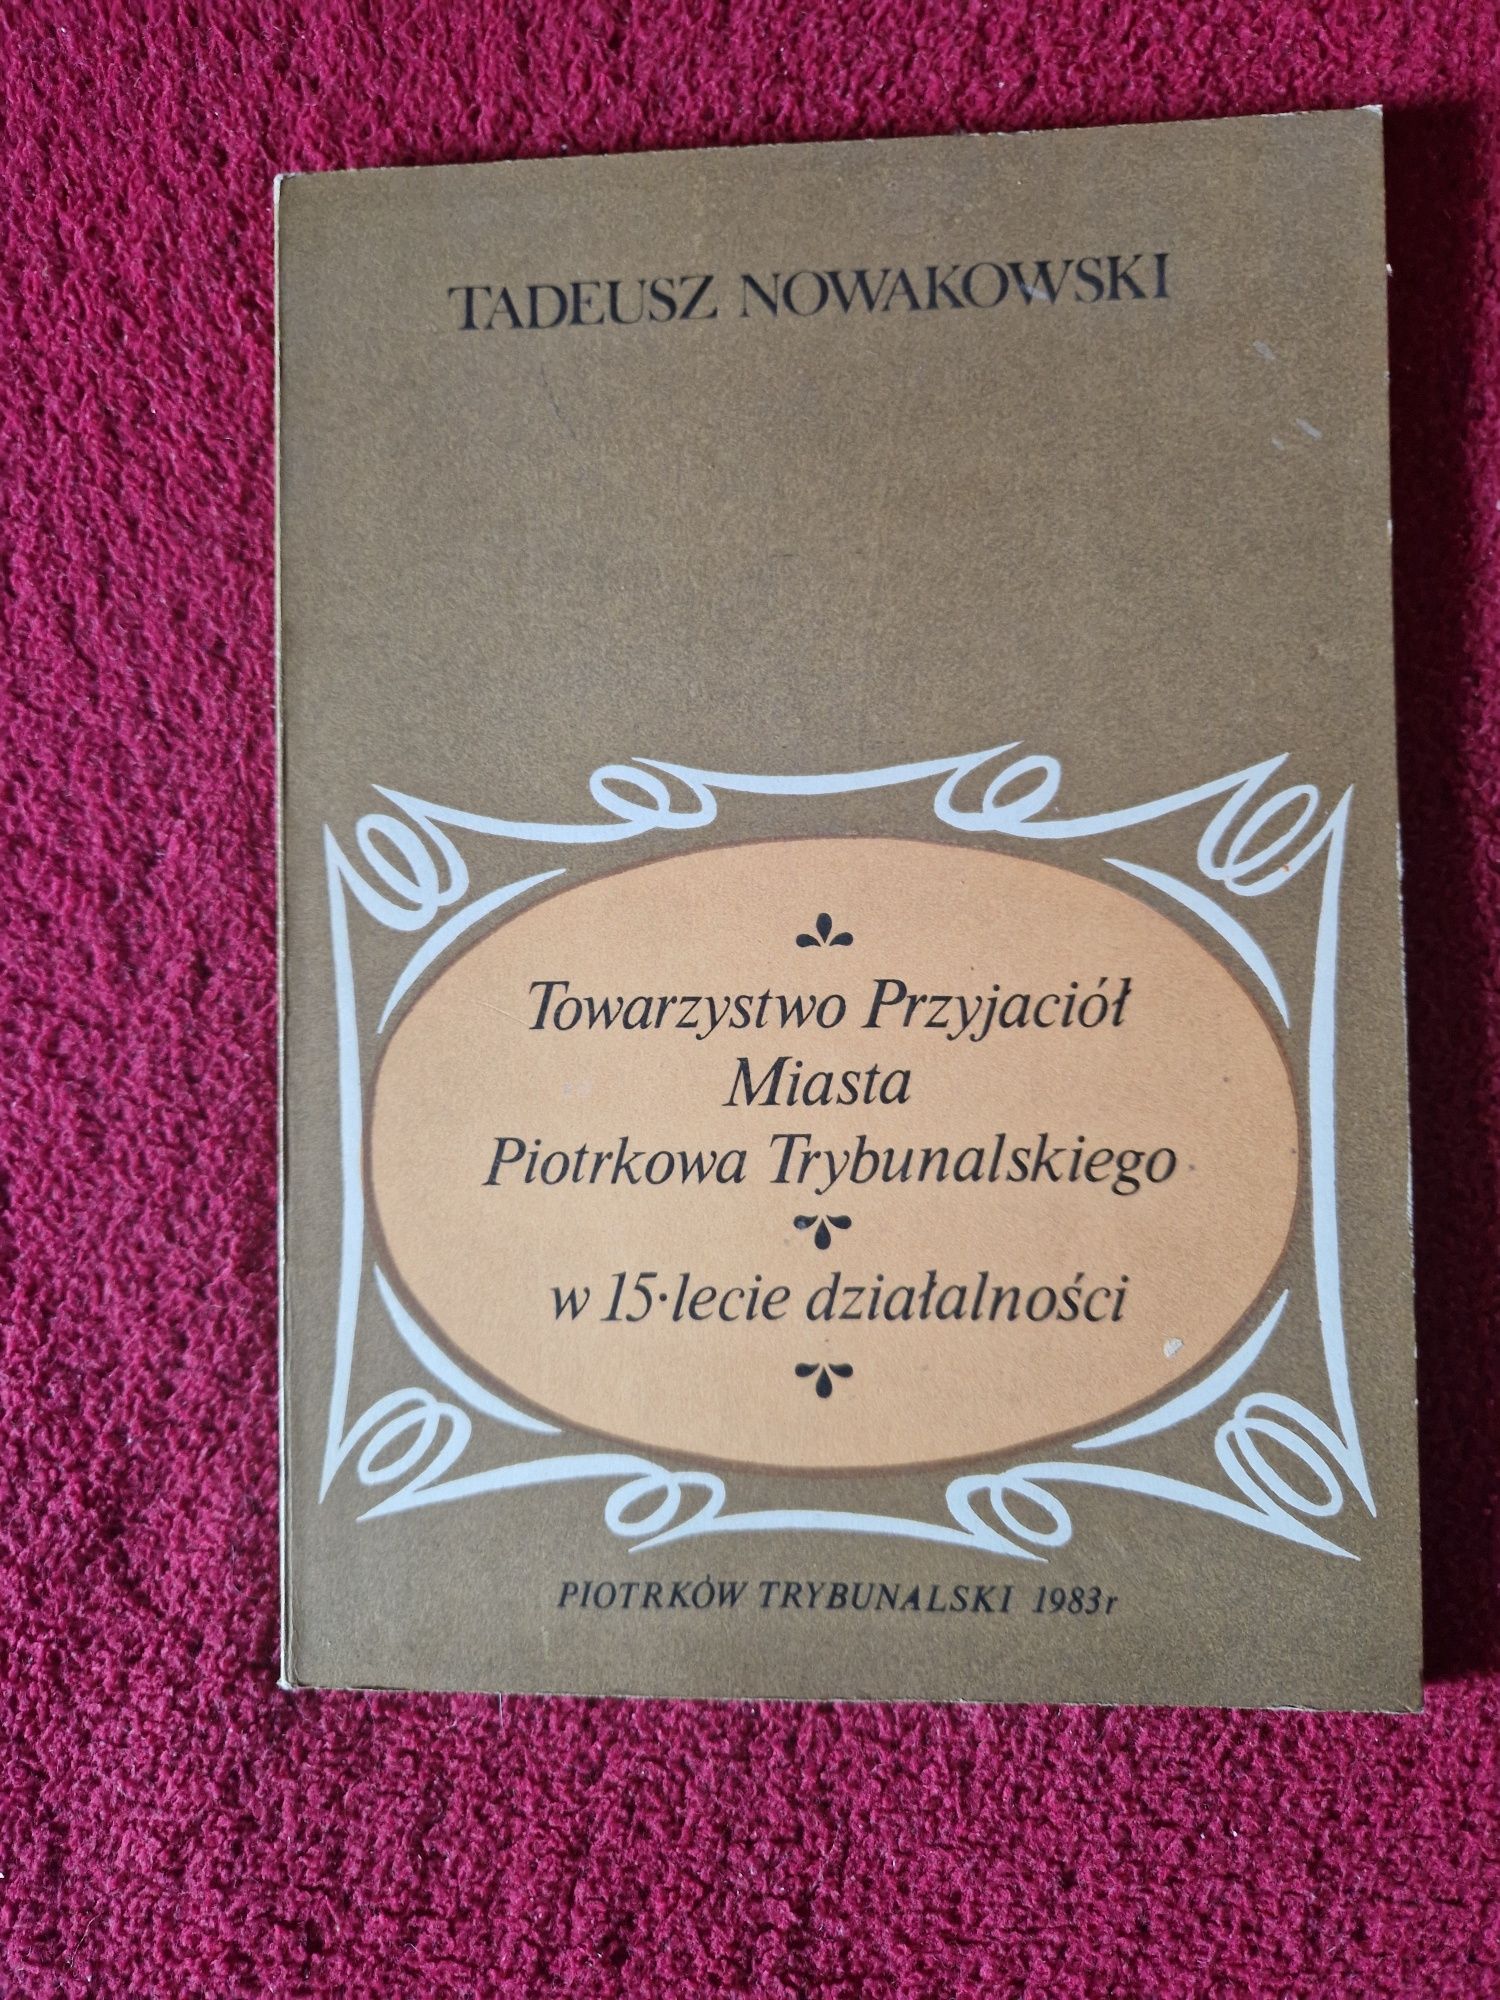 TADEUSZ NOWAKOWSKI
Towarzystwo Przyjaciół
Miasta
Piotrkowa Trybunalskiego
w 15-lecie działalności
PIOTRKÓW TRYBUNALSKI 1983r